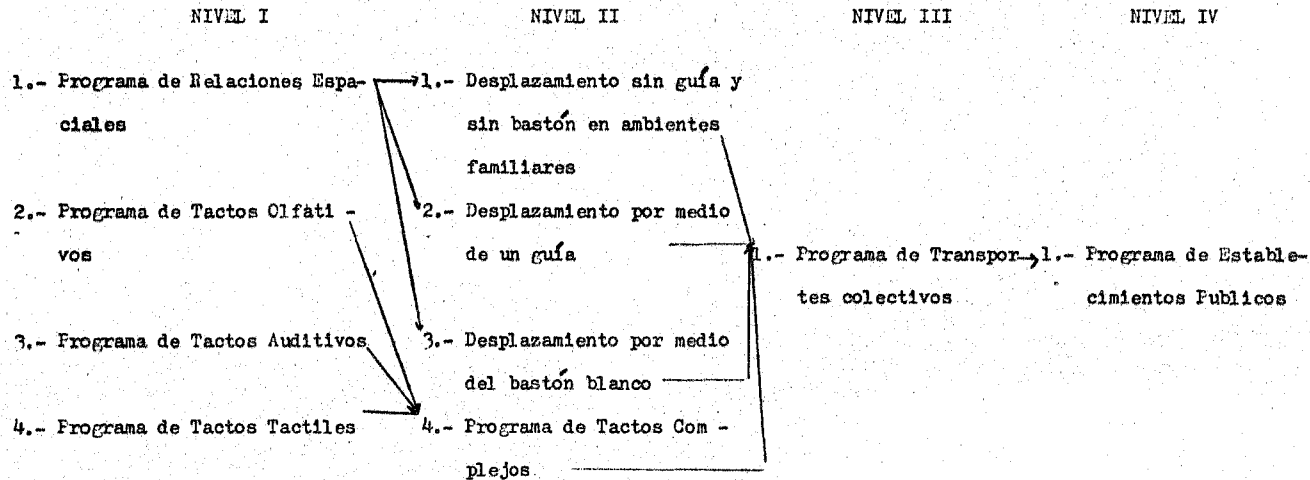 NIVEL I NIVEL II NIVEL III NIVEL IV
1.- Programa de Relaciones Espa-
ciales
2.- Programa de Tactos Olfati -
vos
3.- Programa de Tactos Auditivos
4.- Programa de Tactos Tactiles
1.- Desplazamiento sin guía y
sin bastón en ambientes
familiares
2.- Desplazamiento por medio
de un guía
3.- Desplazamiento por medio
del bastón blanco
4.- Programa de Tactos Com -
plejos
1.- Programa de Transpor-
tes colectivos
1.- Programa de Estable-
cimientos Publicos